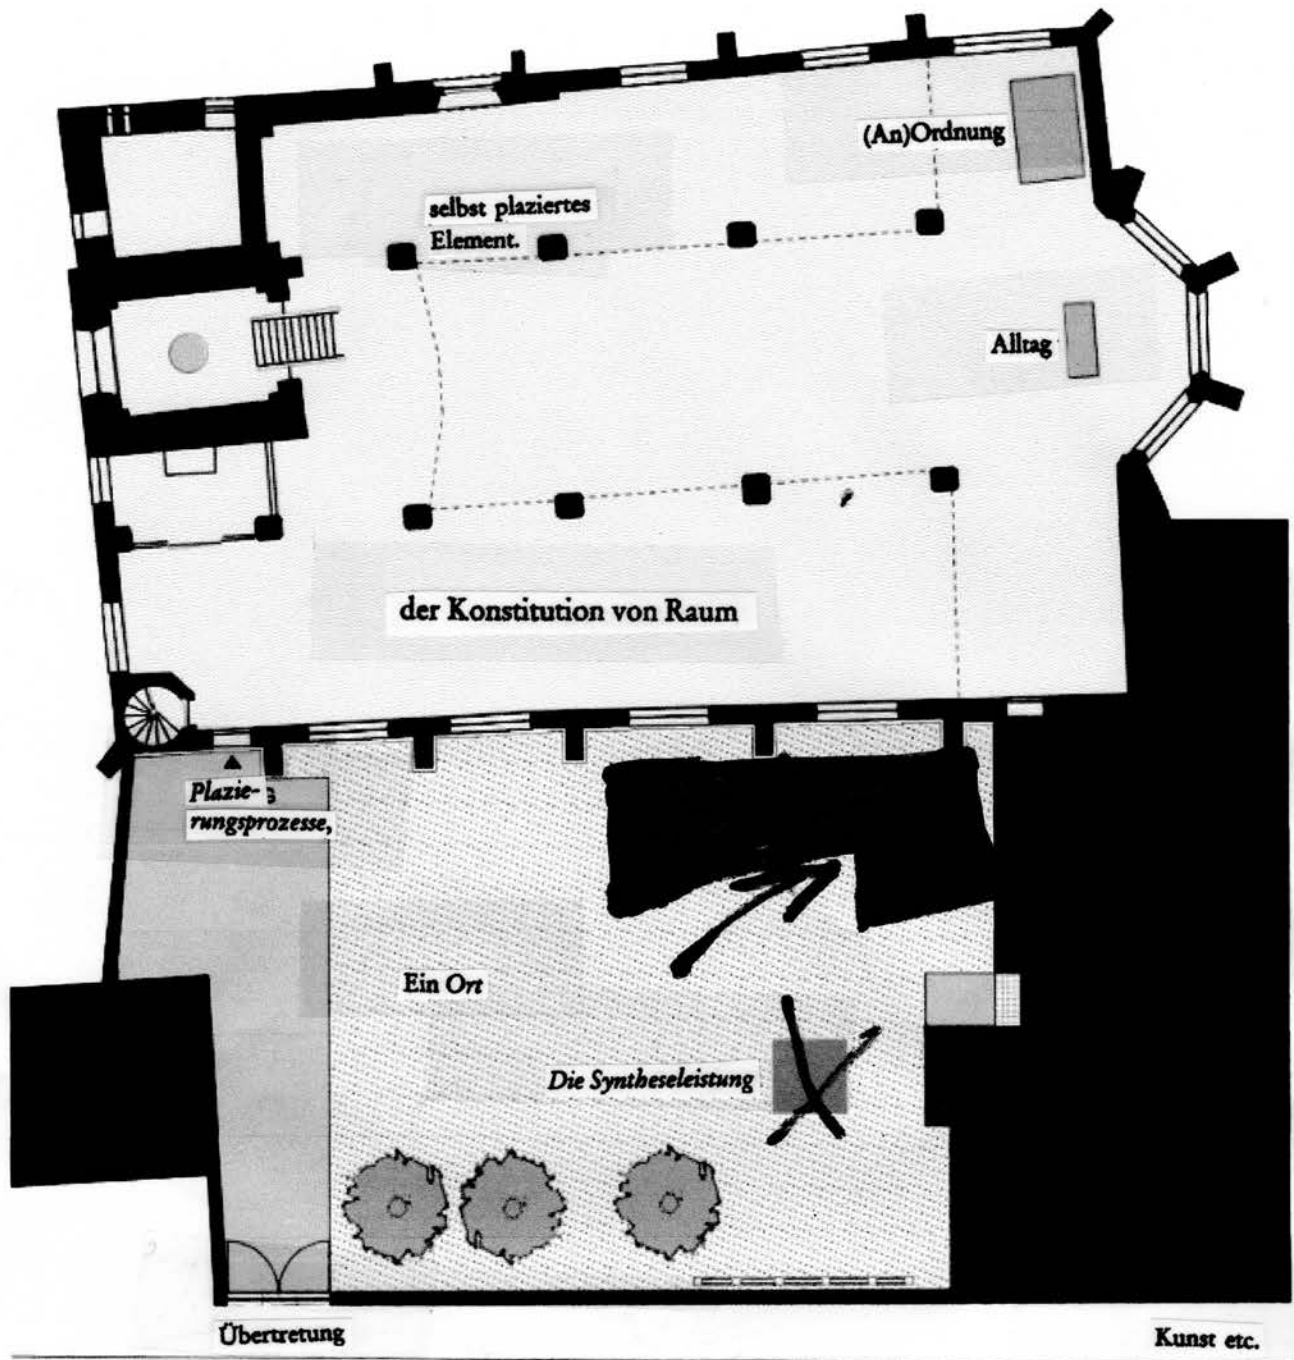 (An)Ordnung
selbst plaziertes
Element.
Alltag
der Konstitution von Raum
Plazie-
rungsprozesse,
Ein Ort
Die Syntheseleistung
Übertretung
Kunst etc.